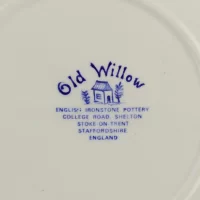 Old Willow
ENGLISH IRONSTONE POTTERY
COLLEGE ROAD, SHELTON
STOKE-ON-TRENT
STAFFORDSHIRE
ENGLAND